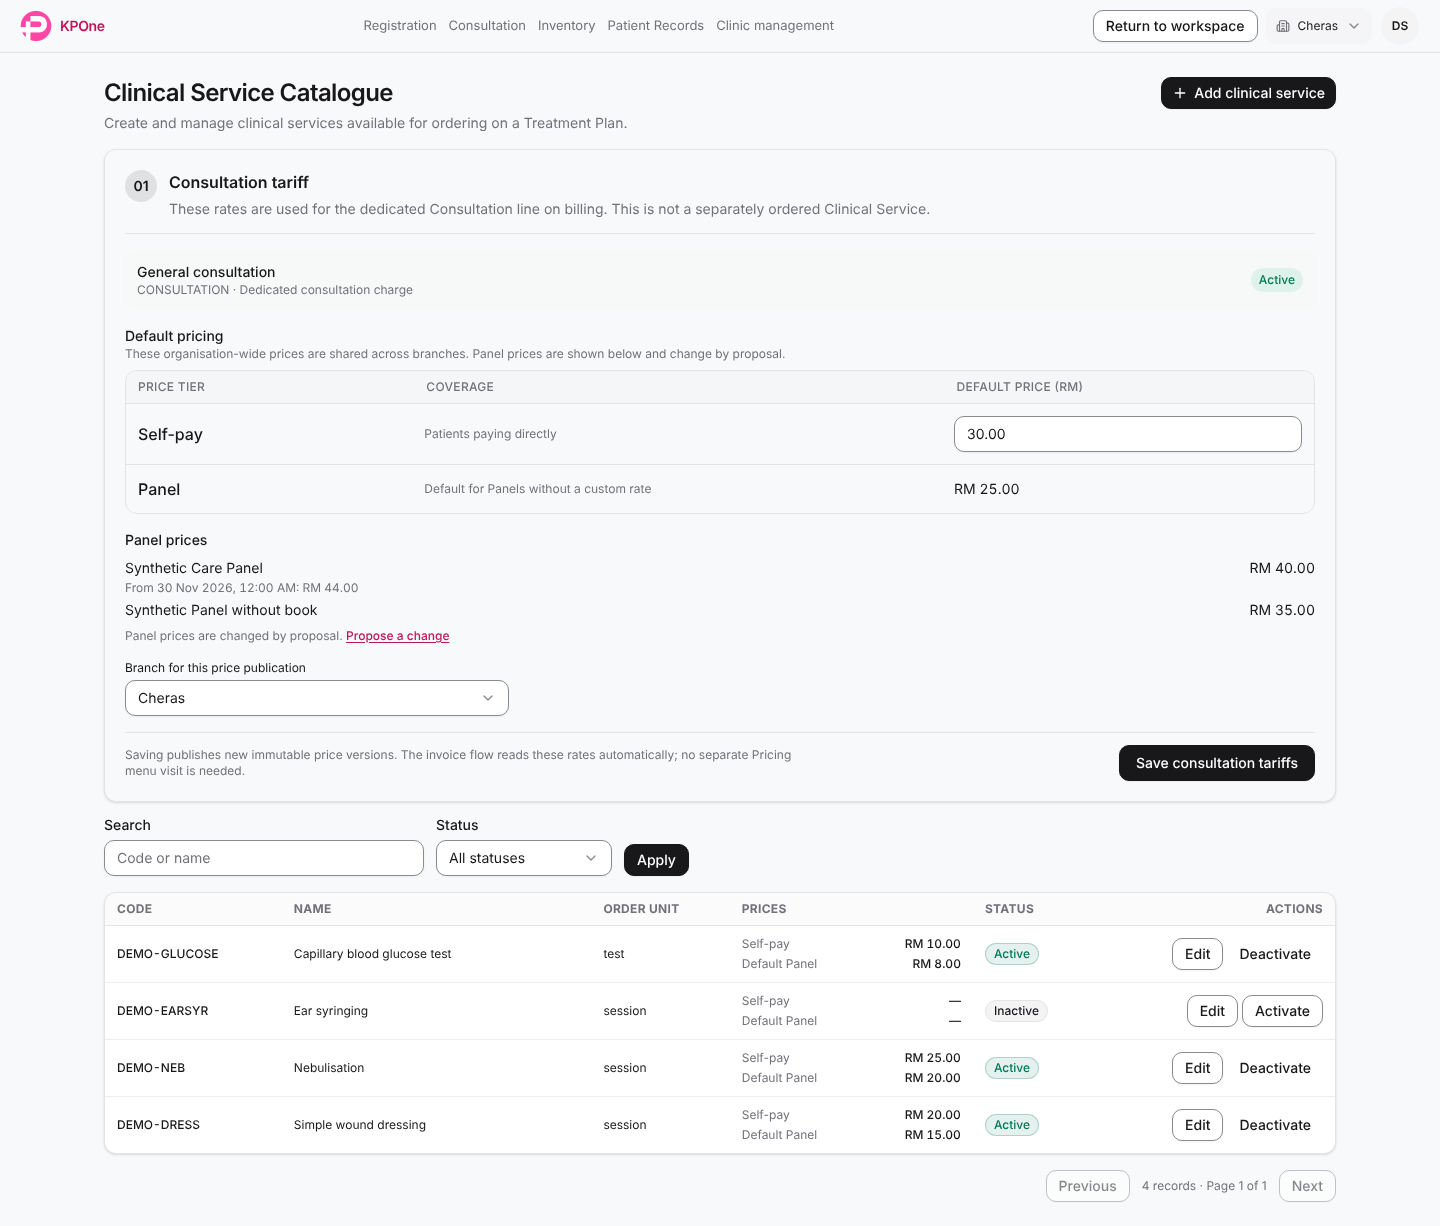 KPOne
Registration Consultation Inventory Patient Records Clinic management
Return to workspace
Cheras
DS
Clinical Service Catalogue
Create and manage clinical services available for ordering on a Treatment Plan.
+ Add clinical service
01
Consultation tariff
These rates are used for the dedicated Consultation line on billing. This is not a separately ordered Clinical Service.
General consultation
CONSULTATION · Dedicated consultation charge
Active
Default pricing
These organisation-wide prices are shared across branches. Panel prices are shown below and change by proposal.
PRICE TIER COVERAGE DEFAULT PRICE (RM)
Self-pay Patients paying directly 30.00
Panel Default for Panels without a custom rate RM 25.00
Panel prices
Synthetic Care Panel RM 40.00
From 30 Nov 2026, 12:00 AM: RM 44.00
Synthetic Panel without book RM 35.00
Panel prices are changed by proposal. Propose a change
Branch for this price publication
Cheras
Saving publishes new immutable price versions. The invoice flow reads these rates automatically; no separate Pricing
menu visit is needed.
Save consultation tariffs
Search Status
Code or name All statuses Apply
CODE NAME ORDER UNIT PRICES STATUS ACTIONS
DEMO-GLUCOSE Capillary blood glucose test test Self-pay RM 10.00 Active Edit Deactivate
Default Panel RM 8.00
DEMO-EARSYR Ear syringing session Self-pay — Inactive Edit Activate
Default Panel —
DEMO-NEB Nebulisation session Self-pay RM 25.00 Active Edit Deactivate
Default Panel RM 20.00
DEMO-DRESS Simple wound dressing session Self-pay RM 20.00 Active Edit Deactivate
Default Panel RM 15.00
Previous 4 records · Page 1 of 1 Next